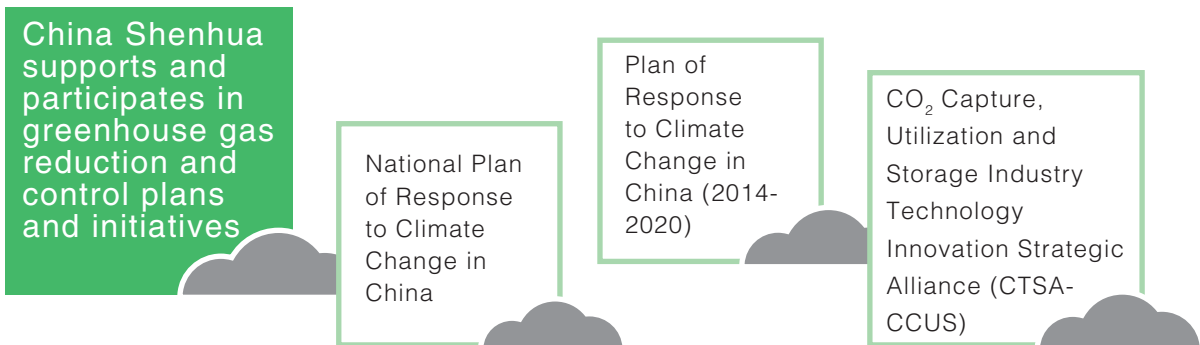 China Shenhua
supports and
participates in
greenhouse gas
reduction and
control plans
and initiatives
National Plan
of Response
to Climate
Change in
China
Plan of
Response
to Climate
Change in
China (2014-
2020)
CO₂ Capture,
Utilization and
Storage Industry
Technology
Innovation Strategic
Alliance (CTSA-
CCUS)